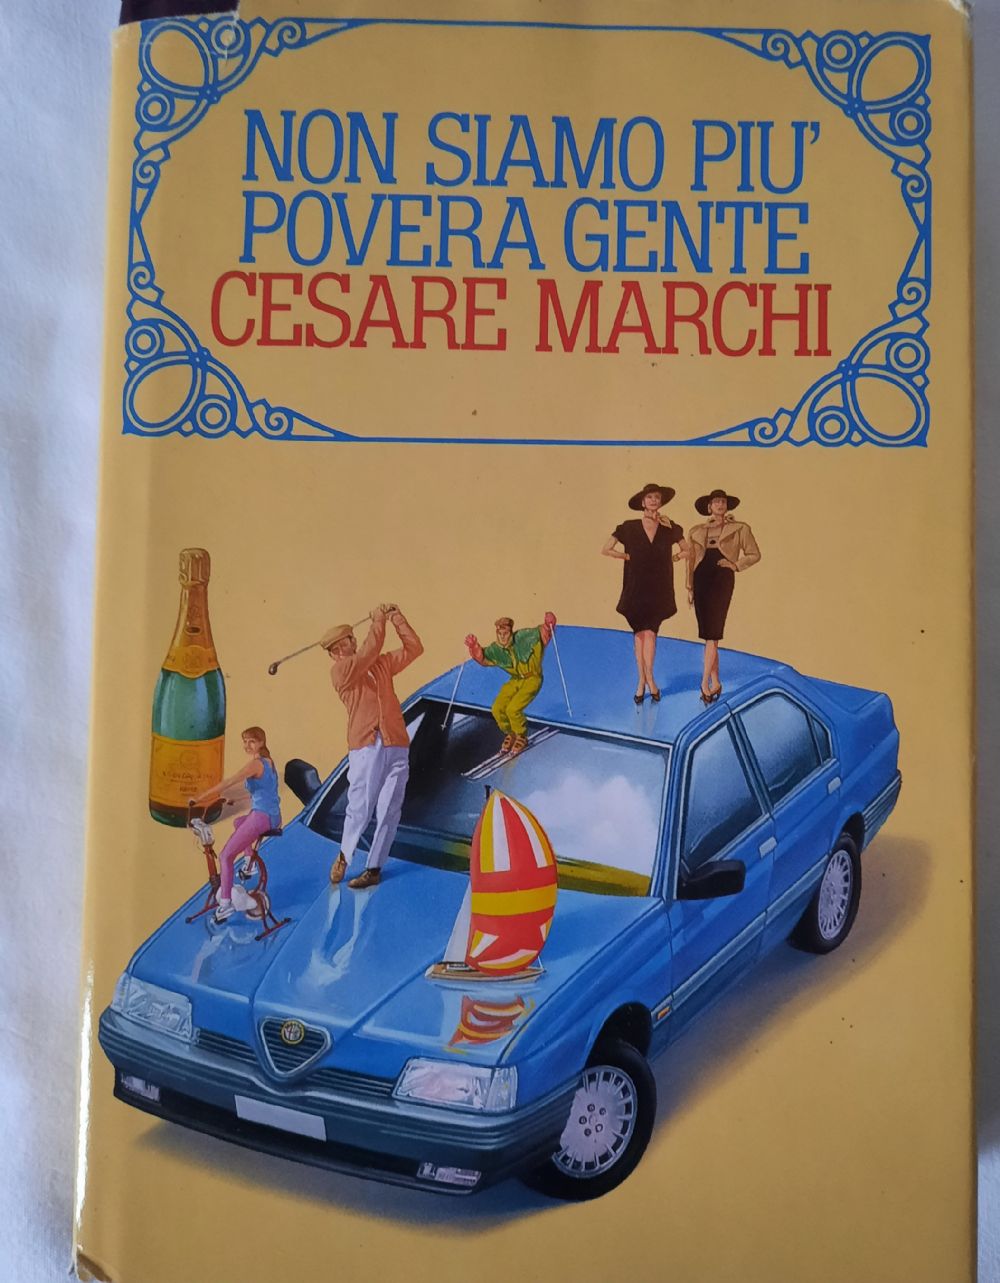 NON SIAMO PIU'
POVERA GENTE
CESARE MARCHI